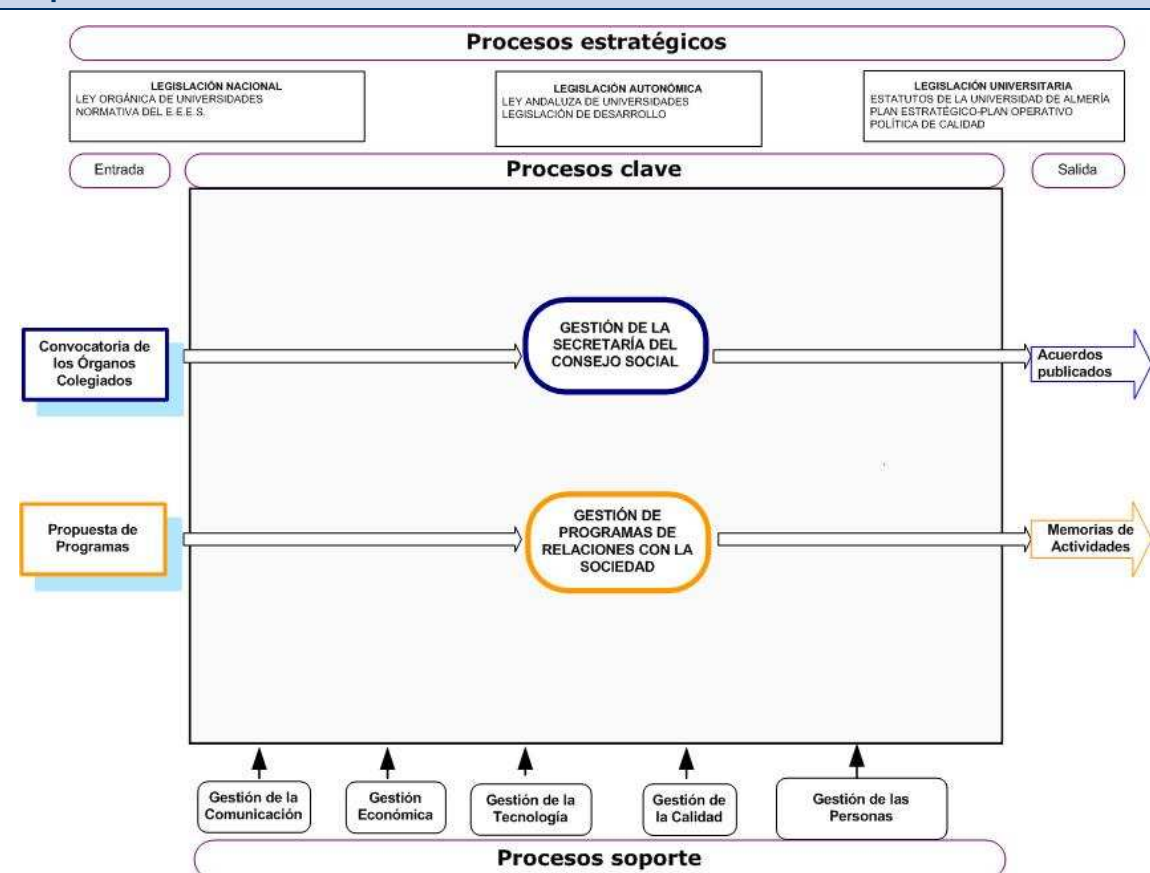 Procesos estratégicos
LEGISLACIÓN NACIONAL
LEY ORGÁNICA DE UNIVERSIDADES
NORMATIVA DEL E.E.E.S.
LEGISLACIÓN AUTONÓMICA
LEY ANDALUZA DE UNIVERSIDADES
LEGISLACIÓN DE DESARROLLO
LEGISLACIÓN UNIVERSITARIA
ESTATUTOS DE LA UNIVERSIDAD DE ALMERÍA
PLAN ESTRATÉGICO-PLAN OPERATIVO
POLÍTICA DE CALIDAD
Entrada
Procesos clave
Salida
Convocatoria de
los Órganos
Colegiados
GESTIÓN DE LA
SECRETARÍA DEL
CONSEJO SOCIAL
Acuerdos
publicados
Propuesta de
Programas
GESTIÓN DE
PROGRAMAS DE
RELACIONES CON LA
SOCIEDAD
Memorias de
Actividades
Gestión de la
Comunicación
Gestión
Económica
Gestión de la
Tecnología
Gestión de
la Calidad
Gestión de las
Personas
Procesos soporte